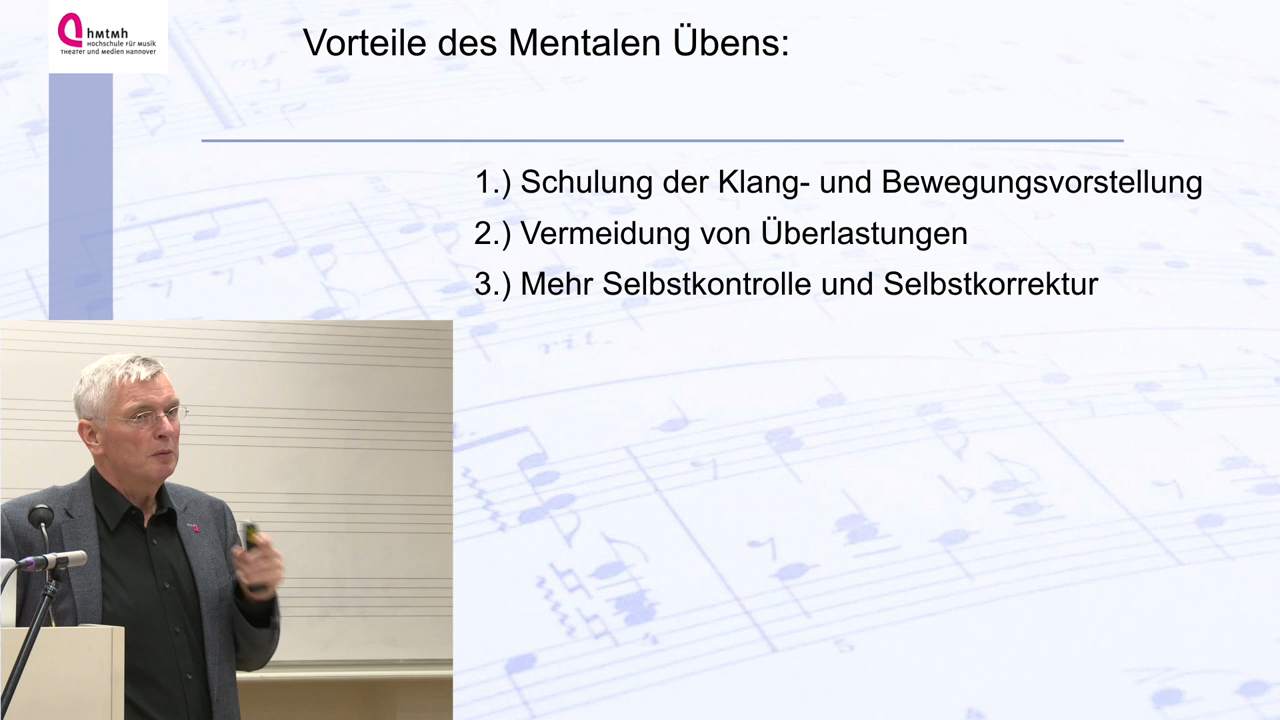 hmtmh
Hochschule für Musik
Theater und Medien Hannover
Vorteile des Mentalen Übens:
1.) Schulung der Klang- und Bewegungsvorstellung
2.) Vermeidung von Überlastungen
3.) Mehr Selbstkontrolle und Selbstkorrektur
rit.